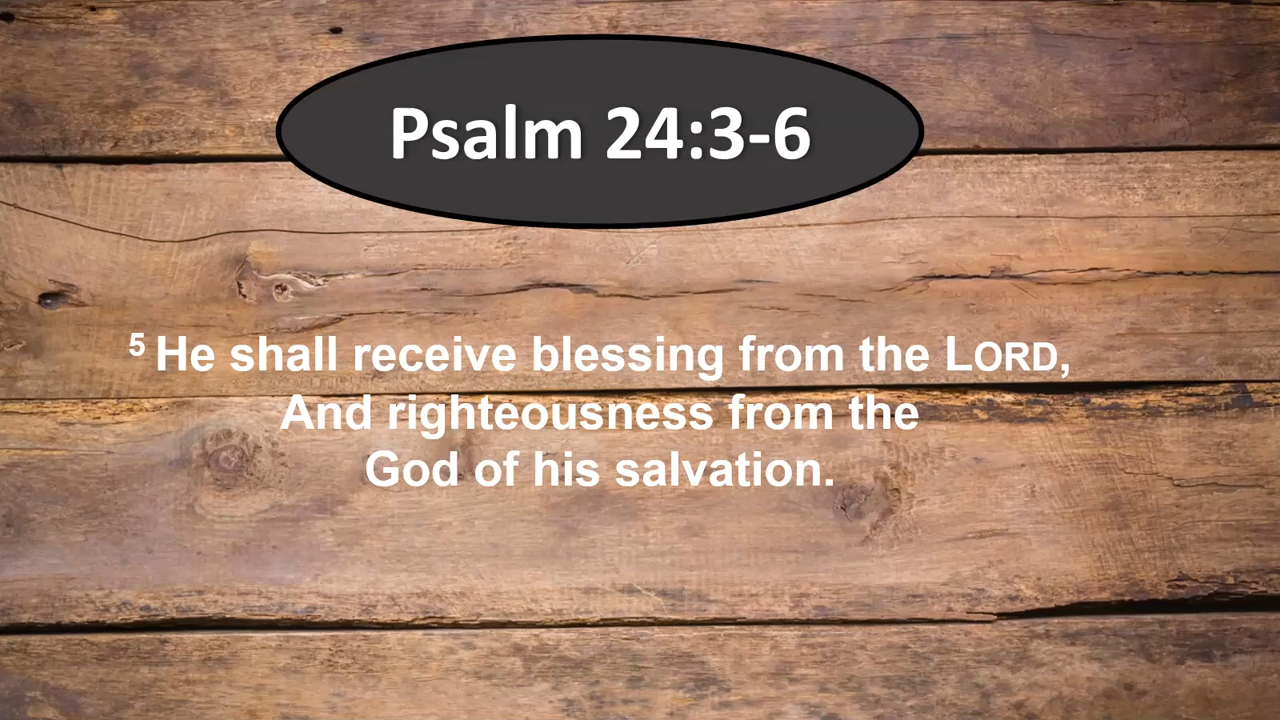 Psalm 24:3-6
5 He shall receive blessing from the LORD,
And righteousness from the
God of his salvation.